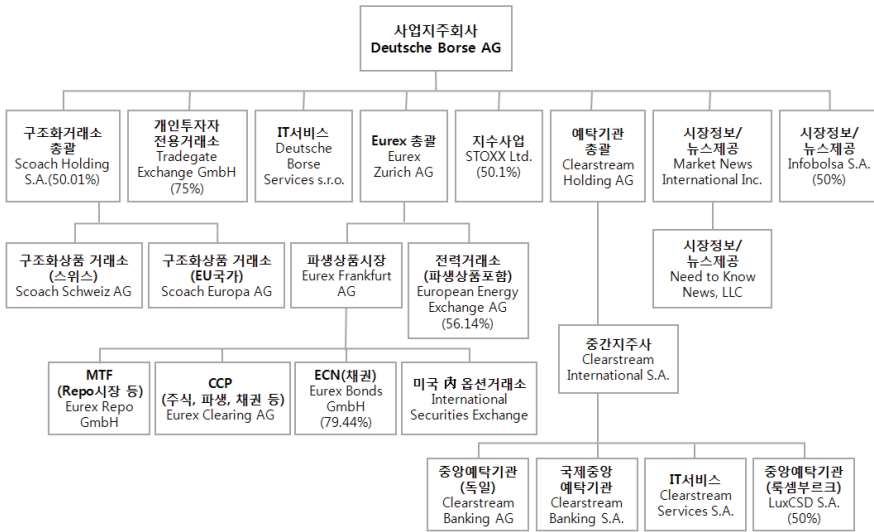 사업지주회사
Deutsche Borse AG
구조화거래소
총괄
Scoach Holding
S.A.(50.01%)
개인투자자
전용거래소
Tradegate
Exchange GmbH
(75%)
IT서비스
Deutsche
Borse
Services s.r.o.
Eurex 총괄
Eurex
Zurich AG
지수사업
STOXX Ltd.
(50.1%)
예탁기관
총괄
Clearstream
Holding AG
시장정보/
뉴스제공
Market News
International Inc.
시장정보/
뉴스제공
Infobolsa S.A.
(50%)
구조화상품 거래소
(스위스)
Scoach Schweiz AG
구조화상품 거래소
(EU국가)
Scoach Europa AG
파생상품시장
Eurex Frankfurt
AG
전력거래소
(파생상품포함)
European Energy
Exchange AG
(56.14%)
시장정보/
뉴스제공
Need to Know
News, LLC
중간지주사
Clearstream
International S.A.
MTF
(Repo시장 등)
Eurex Repo
GmbH
CCP
(주식, 파생, 채권 등)
Eurex Clearing AG
ECN(채권)
Eurex Bonds
GmbH
(79.44%)
미국 內 옵션거래소
International
Securities Exchange
중앙예탁기관
(독일)
Clearstream
Banking AG
국제중앙
예탁기관
Clearstream
Banking S.A.
IT서비스
Clearstream
Services S.A.
중앙예탁기관
(룩셈부르크)
LuxCSD S.A.
(50%)